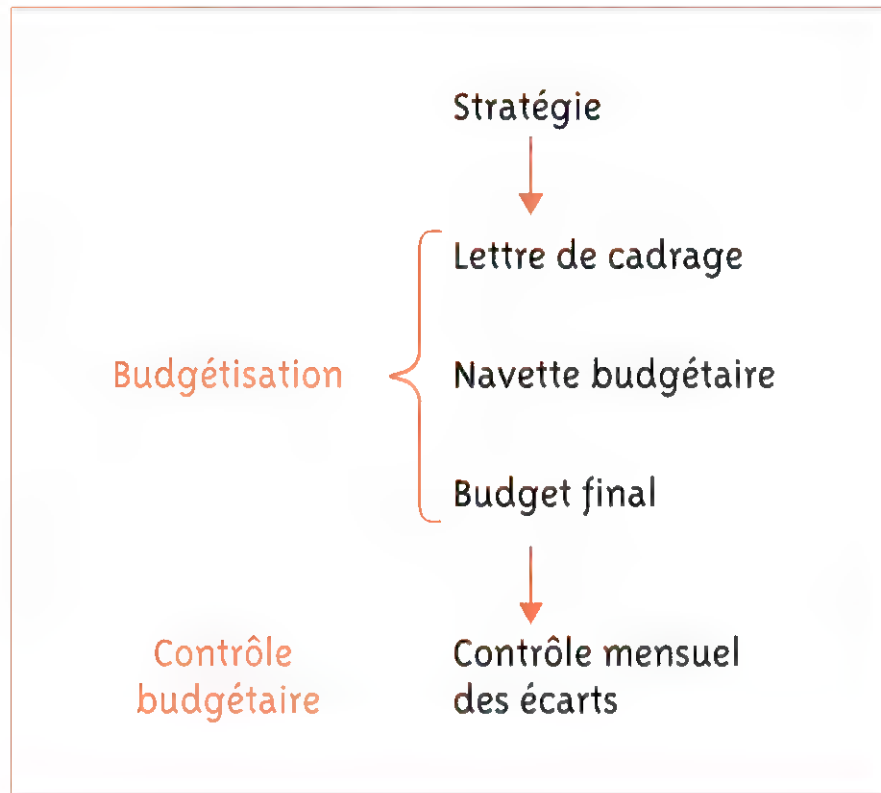 Stratégie
Lettre de cadrage
Budgétisation
Navette budgétaire
Budget final
Contrôle
budgétaire
Contrôle mensuel
des écarts